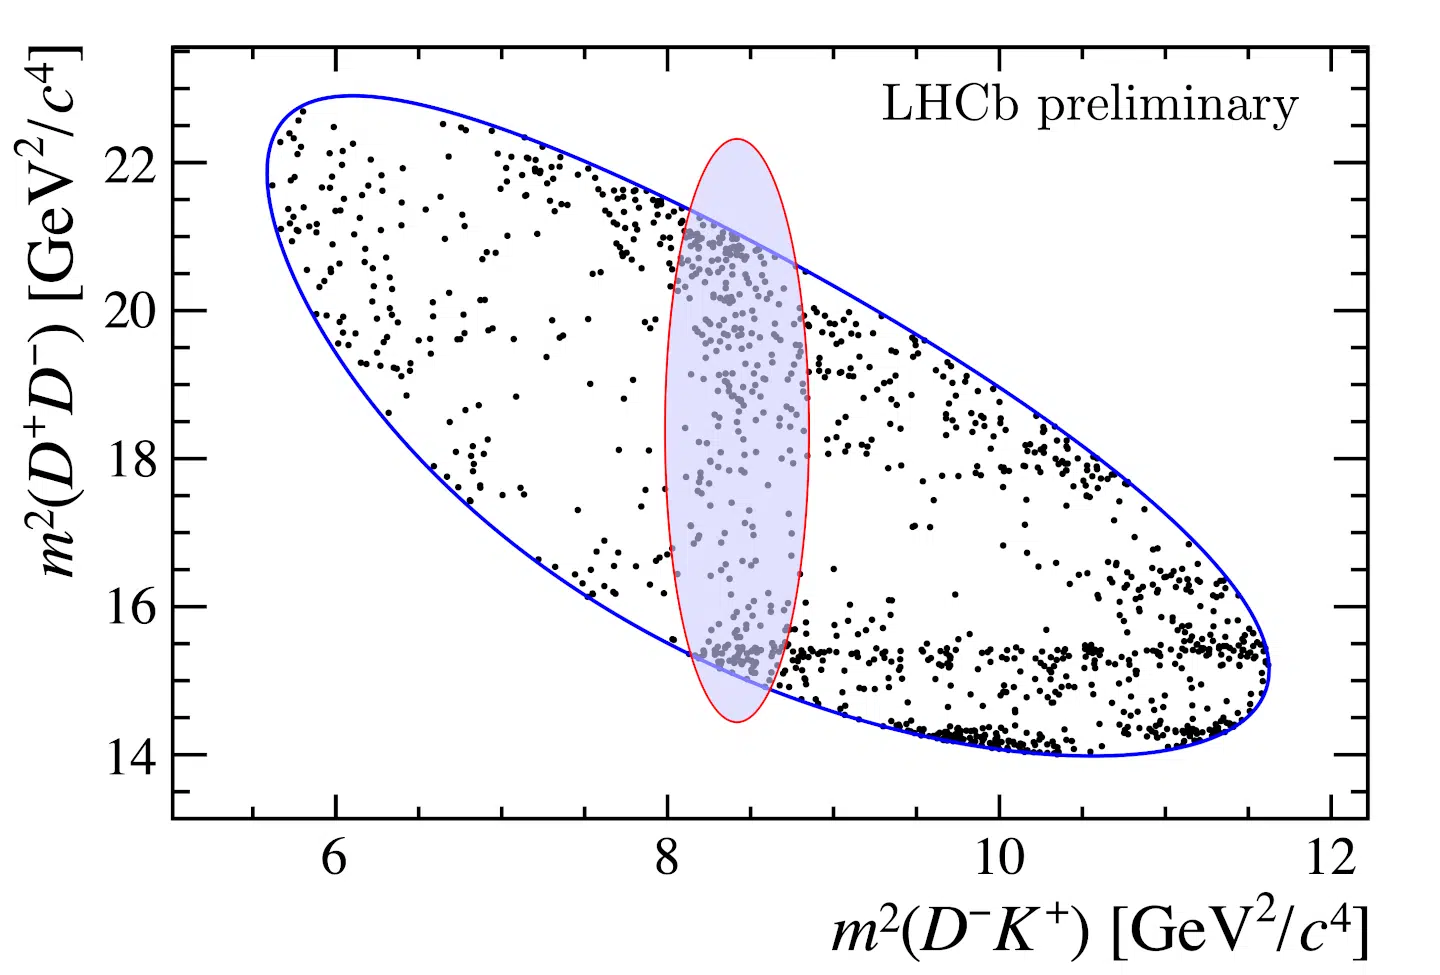 LHCb preliminary
m²(D⁺D⁻) [GeV²/c⁴]
22
20
18
16
14
6 8 10 12
m²(D⁻K⁺) [GeV²/c⁴]